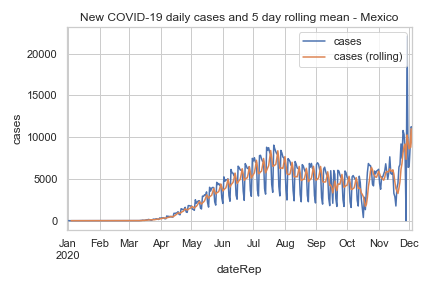 New COVID-19 daily cases and 5 day rolling mean - Mexico
cases
cases (rolling)
20000
15000
10000
5000
0
cases
Jan Feb Mar Apr May Jun Jul Aug Sep Oct Nov Dec
2020
dateRep